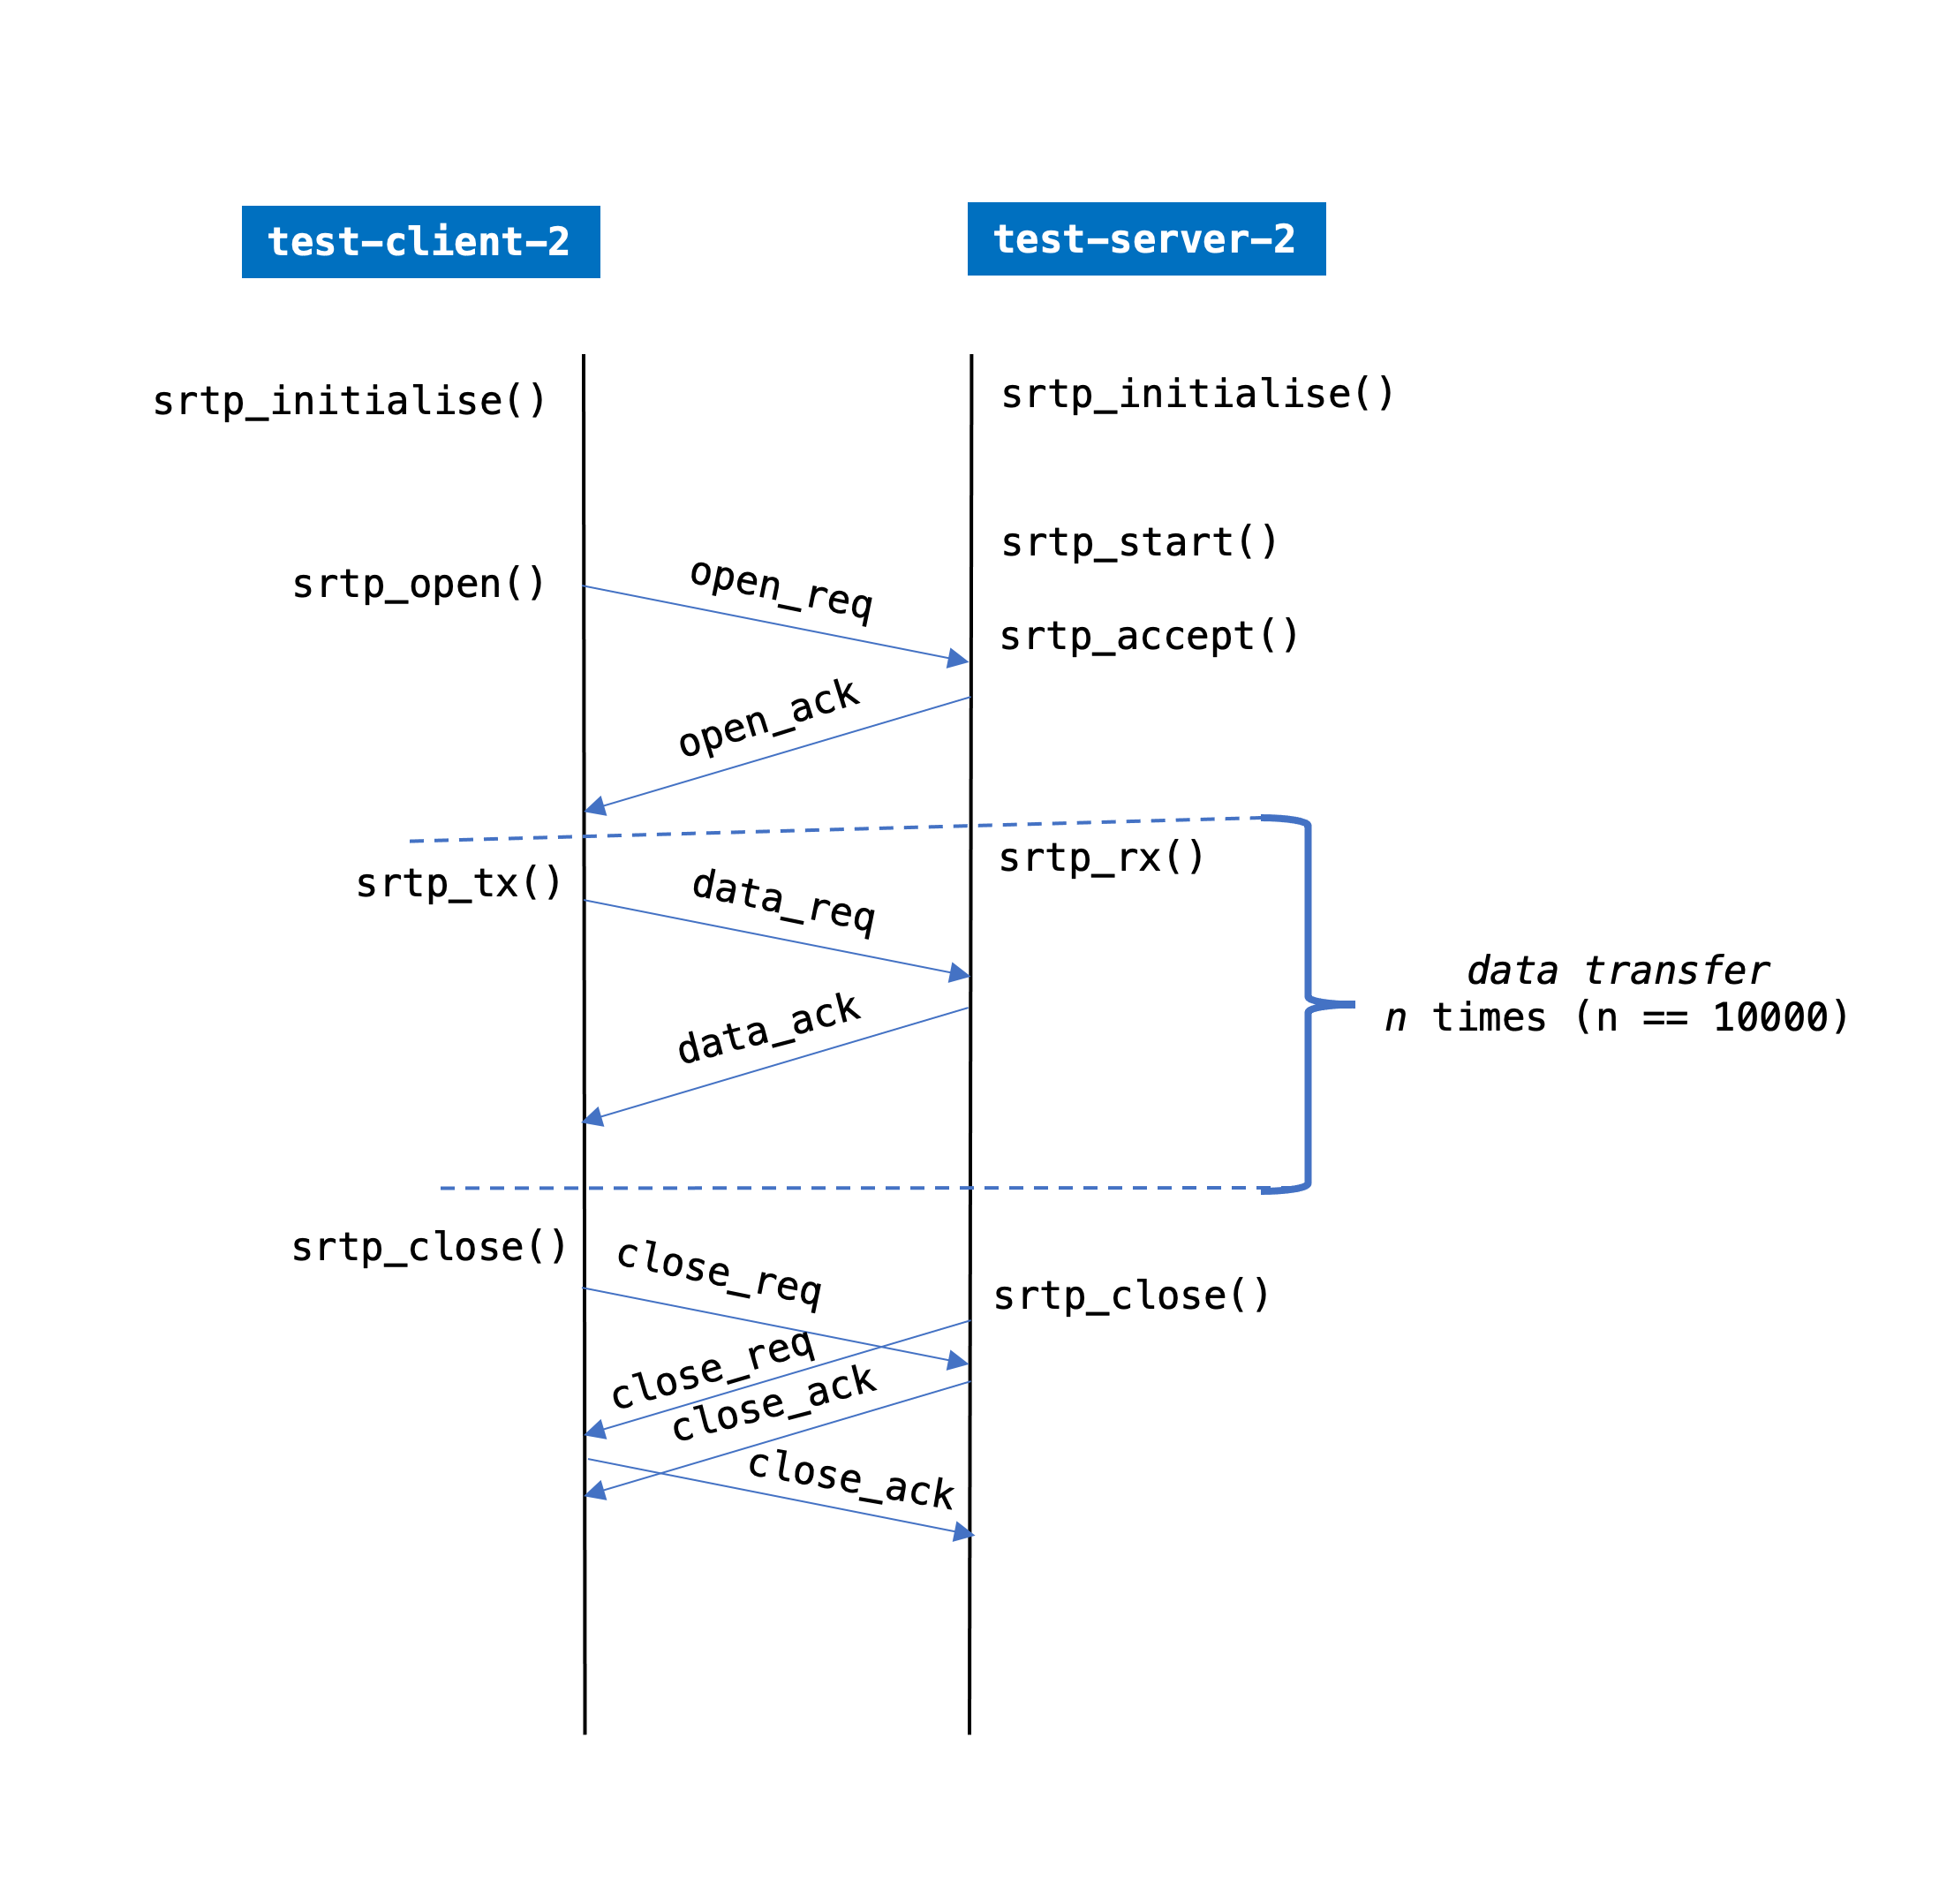 test-client-2
test-server-2
srtp_initialise()
srtp_initialise()
srtp_start()
srtp_open()
open_req
srtp_accept()
open_ack
srtp_rx()
srtp_tx()
data_req
data transfer
n times (n == 10000)
data_ack
srtp_close()
close_req
srtp_close()
close_req
close_ack
close_ack